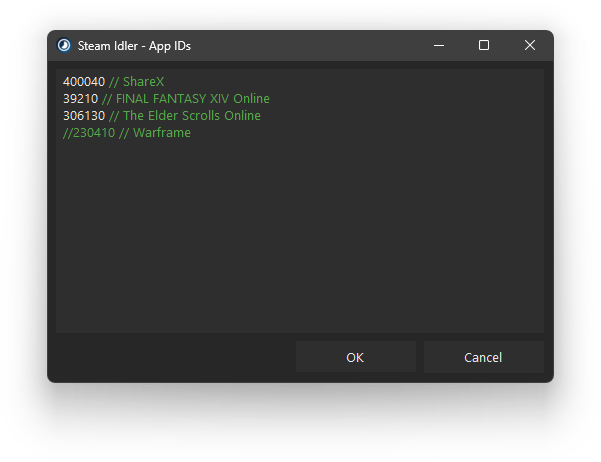 Steam Idler - App IDs
400040 // ShareX
39210 // FINAL FANTASY XIV Online
306130 // The Elder Scrolls Online
//230410 // Warframe
OK
Cancel